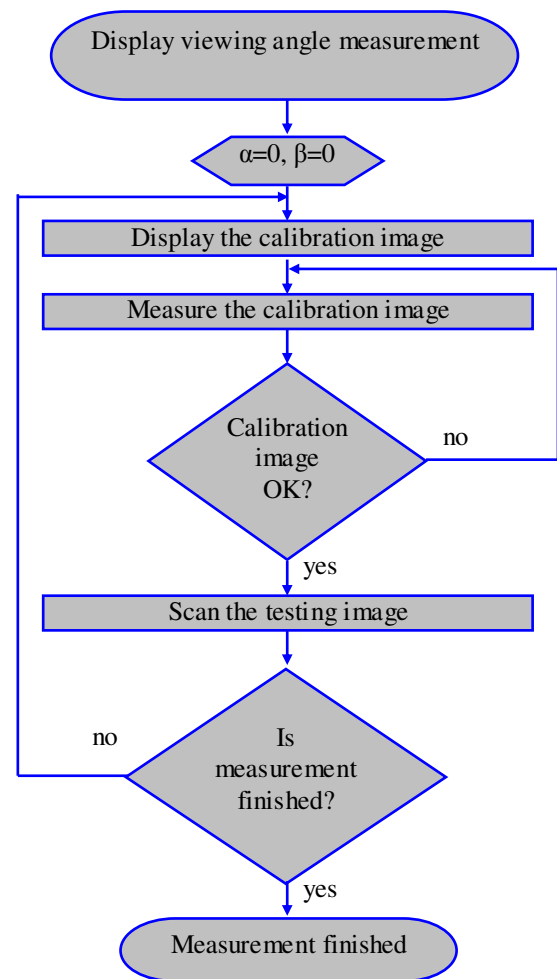 Display viewing angle measurement
α=0, β=0
Display the calibration image
Measure the calibration image
Calibration
image
OK?
no
yes
Scan the testing image
no
Is
measurement
finished?
yes
Measurement finished